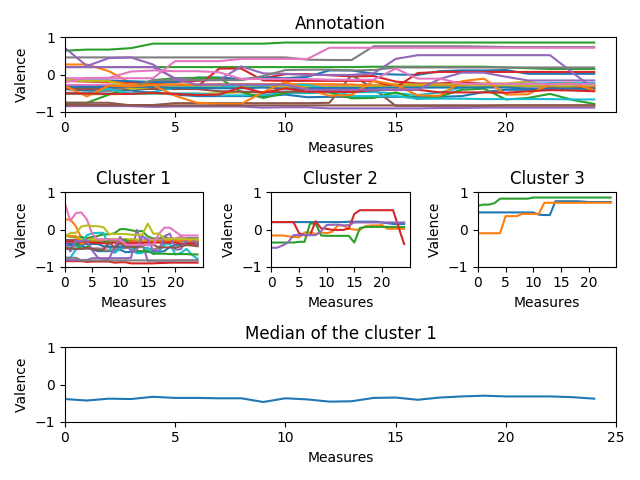 Annotation
1
0
−1
Valence
0 5 10 15 20
Measures
Cluster 1 Cluster 2 Cluster 3
1 1 1
0 0 0
−1 −1 −1
Valence Valence Valence
0 5 10 15 20 0 5 10 15 20 0 5 10 15 20
Measures Measures Measures
Median of the cluster 1
1
0
−1
Valence
0 5 10 15 20 25
Measures